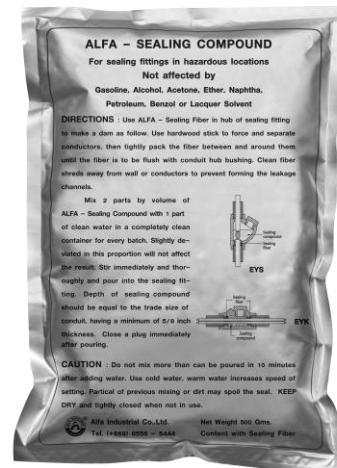 ALFA – SEALING COMPOUND
For sealing fittings in hazardous locations
Not affected by
Gasoline, Alcohol, Acetone, Ether, Naphtha,
Petroleum, Benzol or Lacquer Solvent
DIRECTIONS : Use ALFA – Sealing Fiber in hub of sealing fitting
to make a dam as follow. Use hardwood stick to force and separate
conductors, then tightly pack the fiber between and around them
until the fiber is to be flush with conduit hub bushing. Clean fiber
shreds away from wall or conductors to prevent forming the leakage
channels.
Mix 2 parts by volume of
ALFA – Sealing Compound with 1 part
of clean water in a completely clean
container for every batch. Slightly de-
viated in this proportion will not affect
the result. Stir immediately and thor-
oughly and pour into the sealing fit-
ting. Depth of sealing compound
should be equal to the trade size of
conduit, having a minimum of 5/8 inch
thickness. Close a plug immediately
after pouring.
Sealing
compound
Sealing
fiber
EYS
Sealing
fiber
EYK
Sealing
compound
CAUTION : Do not mix more than can be poured in 10 minutes
after adding water. Use cold water, warm water increases speed of
setting. Partical of previous mixing or dirt may spoil the seal. KEEP
DRY and tightly closed when not in use.
Alfa Industrial Co.,Ltd.
Net Weight 500 Gms.
Content with Sealing Fiber